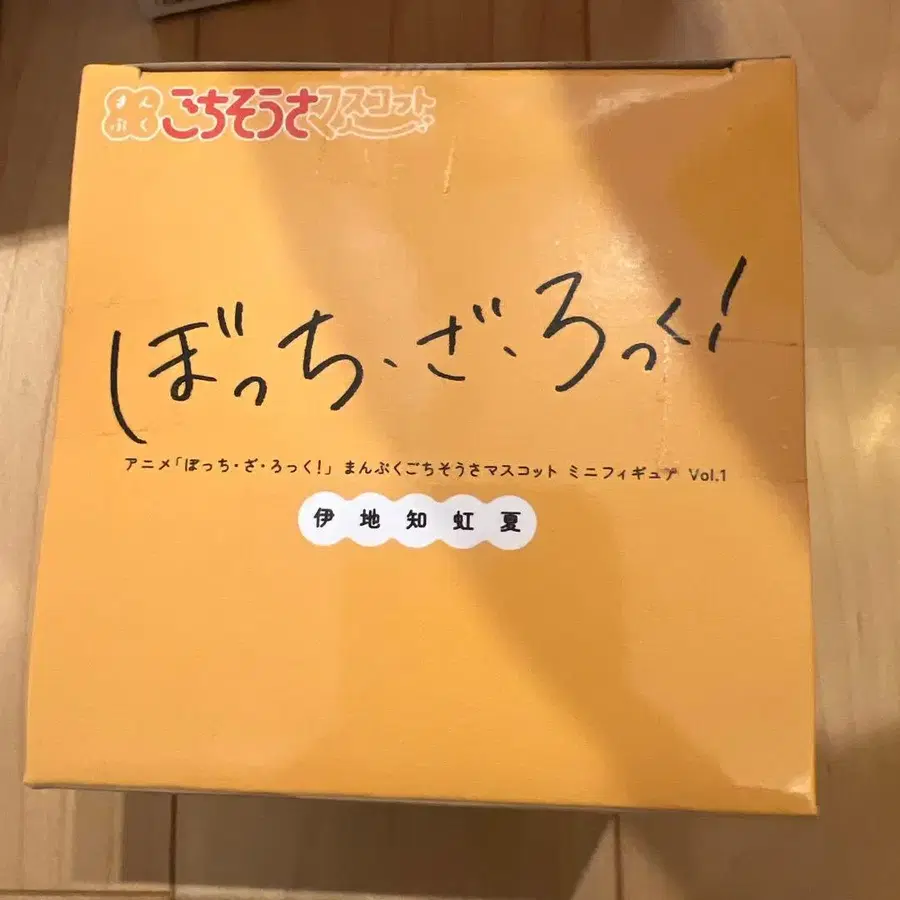 まんぷく ごちそうさマスコット
ぼっち・ざ・ろっく!
アニメ「ぼっち・ざ・ろっく!」 まんぷくごちそうさマスコット ミニフィギュア Vol.1
伊地知虹夏